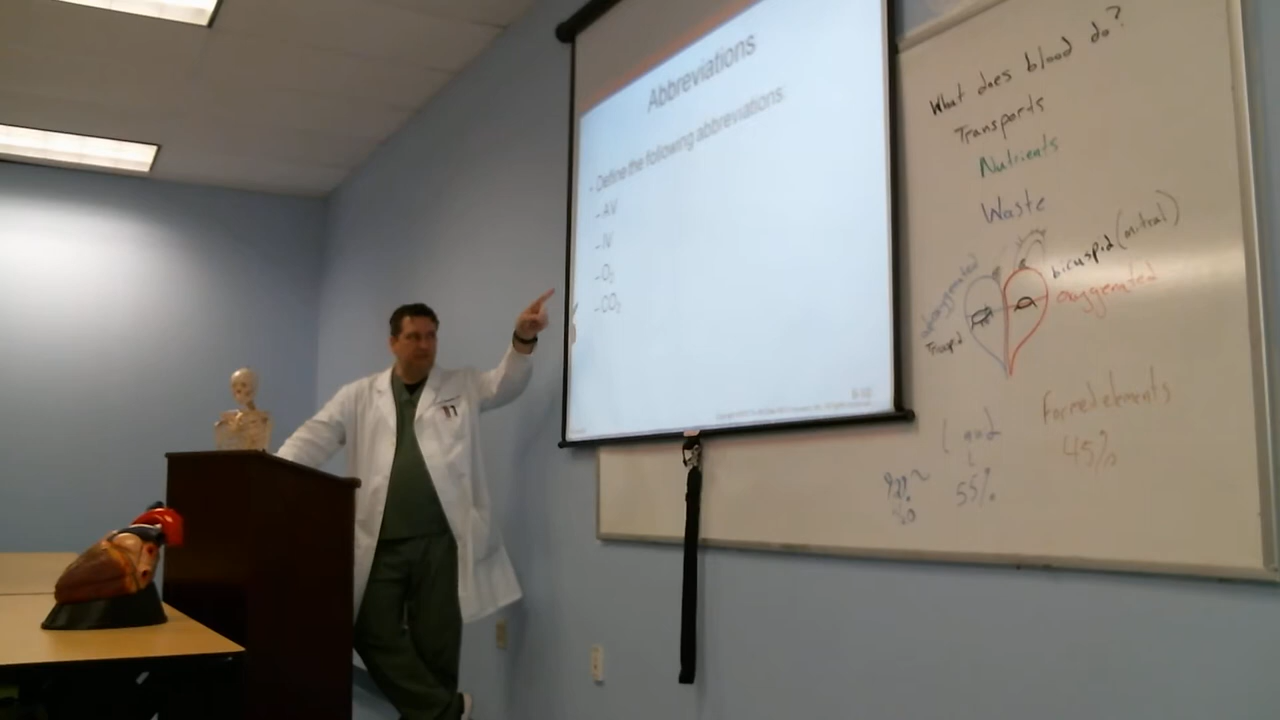 Abbreviations
• Define the following abbreviations:
– AV
– IV
– O₂
– CO₂
What does blood do?
Transports
Nutrients
Waste
bicuspid (mitral)
oxygenated
Tricuspid
Formed elements
45%
55%